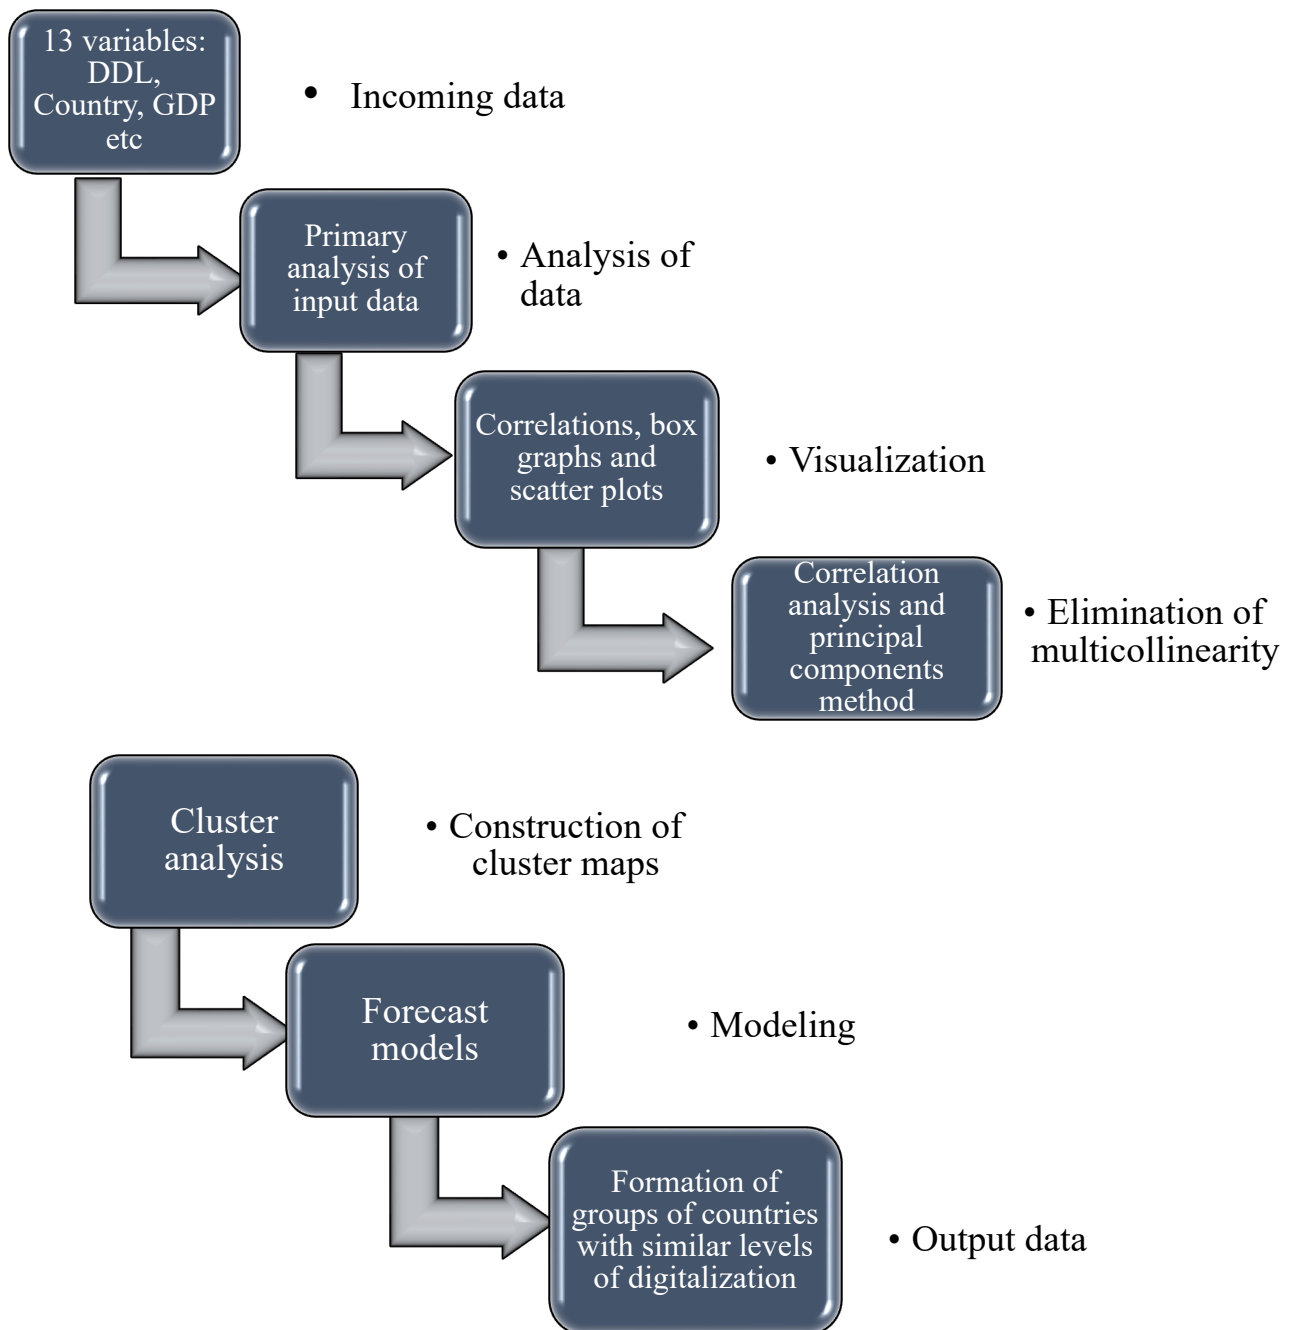 13 variables:
DDL,
Country, GDP
etc
• Incoming data
Primary
analysis of
input data
• Analysis of
data
Correlations, box
graphs and
scatter plots
• Visualization
Correlation
analysis and
principal
components
method
• Elimination of
multicollinearity
Cluster
analysis
• Construction of
cluster maps
Forecast
models
• Modeling
Formation of
groups of countries
with similar levels
of digitalization
• Output data